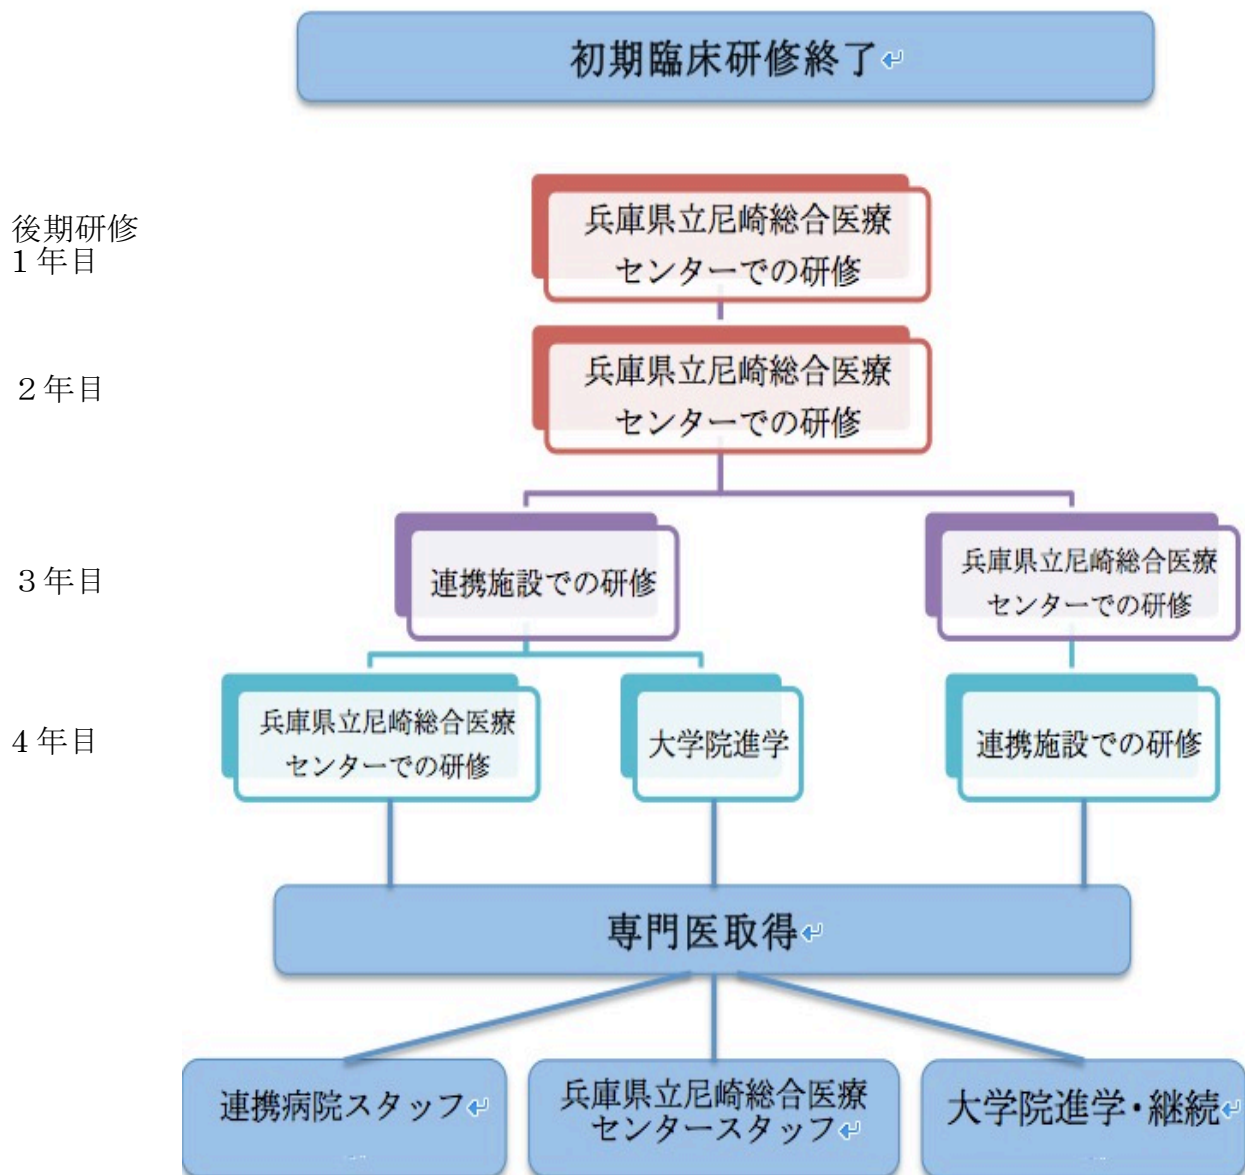 初期臨床研修終了
後期研修
1年目
兵庫県立尼崎総合医療
センターでの研修
２年目
兵庫県立尼崎総合医療
センターでの研修
３年目
連携施設での研修
兵庫県立尼崎総合医療
センターでの研修
4年目
兵庫県立尼崎総合医療
センターでの研修
大学院進学
連携施設での研修
専門医取得
連携病院スタッフ
兵庫県立尼崎総合医療
センタースタッフ
大学院進学・継続